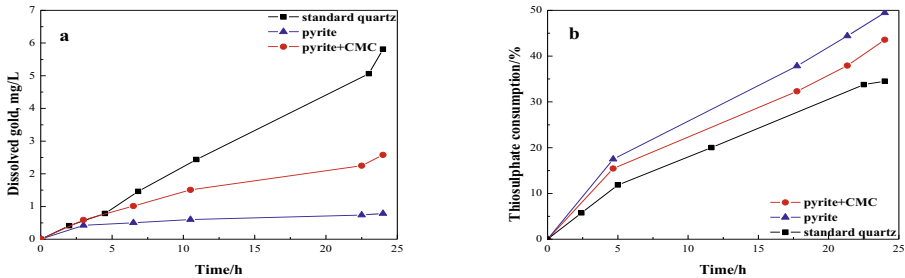 a
standard quartz
pyrite
pyrite+CMC
Dissolved gold, mg/L
7
6
5
4
3
2
1
0
0 5 10 15 20 25
Time/h
b
pyrite+CMC
pyrite
standard quartz
Thiosulphate consumption/%
50
40
30
20
10
0
0 5 10 15 20 25
Time/h